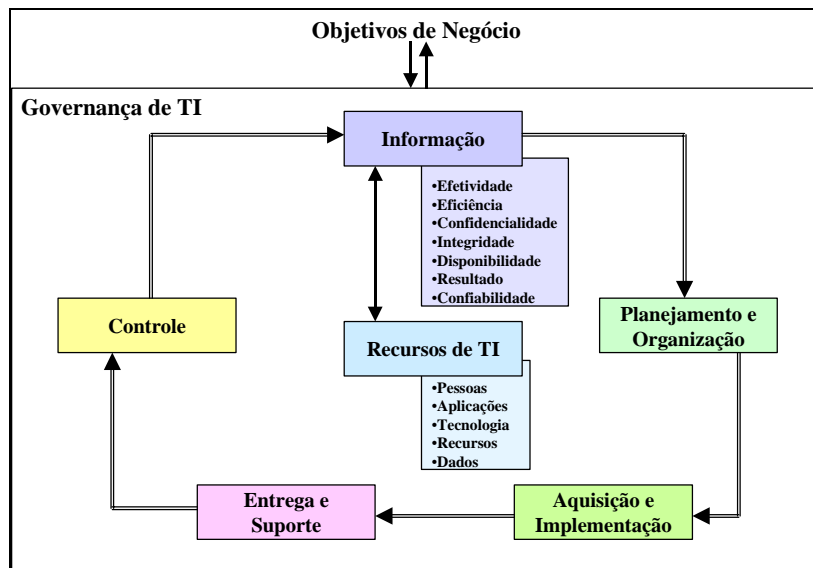 Objetivos de Negócio
Governança de TI
Informação
•Efetividade
•Eficiência
•Confidencialidade
•Integridade
•Disponibilidade
•Resultado
•Confiabilidade
Planejamento e
Organização
Controle
Recursos de TI
•Pessoas
•Aplicações
•Tecnologia
•Recursos
•Dados
Entrega e
Suporte
Aquisição e
Implementação